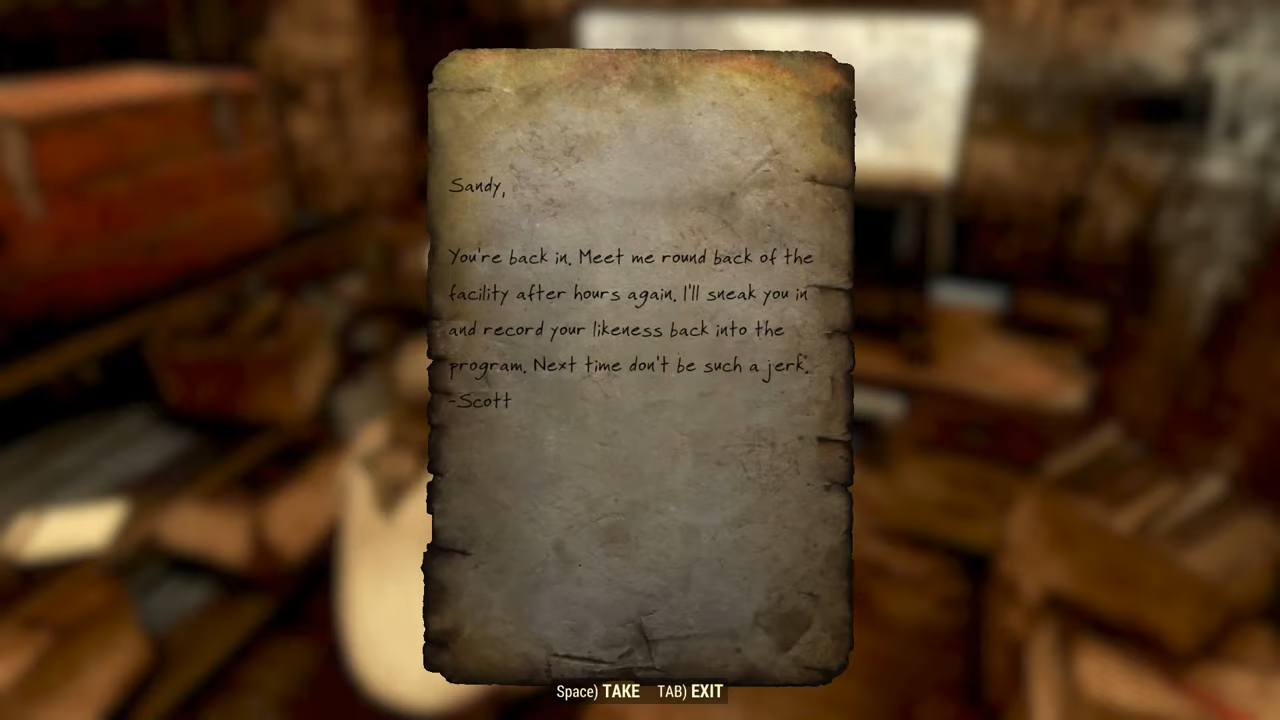 Sandy,
You're back in. Meet me round back of the
facility after hours again. I'll sneak you in
and record your likeness back into the
program. Next time don't be such a jerk.
-Scott
Space) TAKE TAB) EXIT